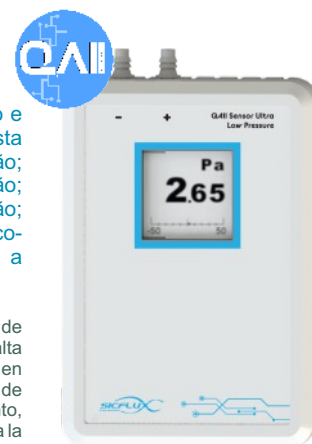 QAII
- +
QAII Sensor Ultra
Low Pressure
Pa
2.65
-50 50
SICFLUX
o e
sta
ão;
ão;
ão;
co-
a
de
alta
en
de
nto,
a la